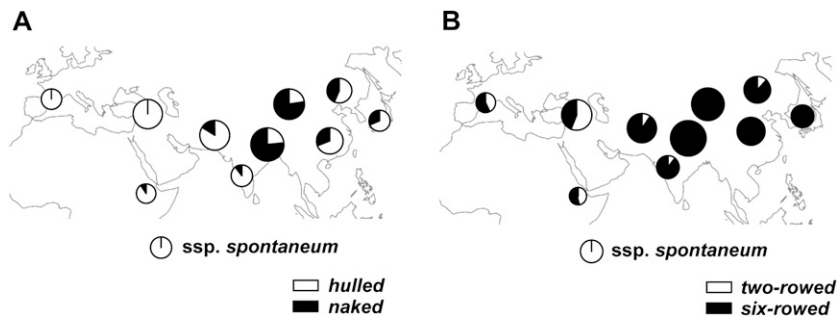 A
B
ssp. spontaneum
ssp. spontaneum
hulled
naked
two-rowed
six-rowed